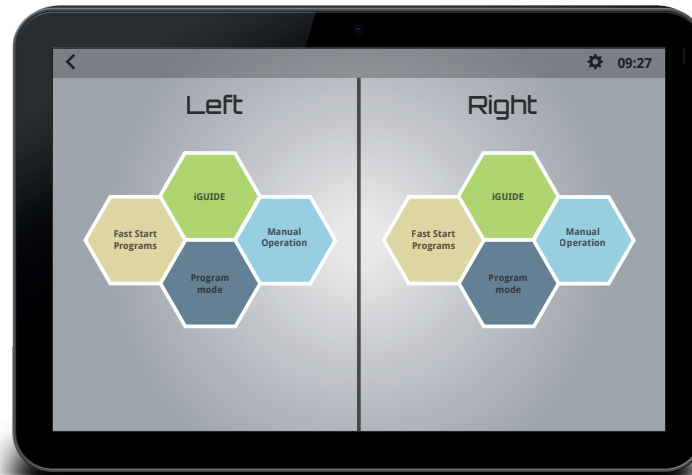 09:27
Left
Right
iGUIDE
Fast Start
Programs
Manual
Operation
Program
mode
iGUIDE
Fast Start
Programs
Manual
Operation
Program
mode